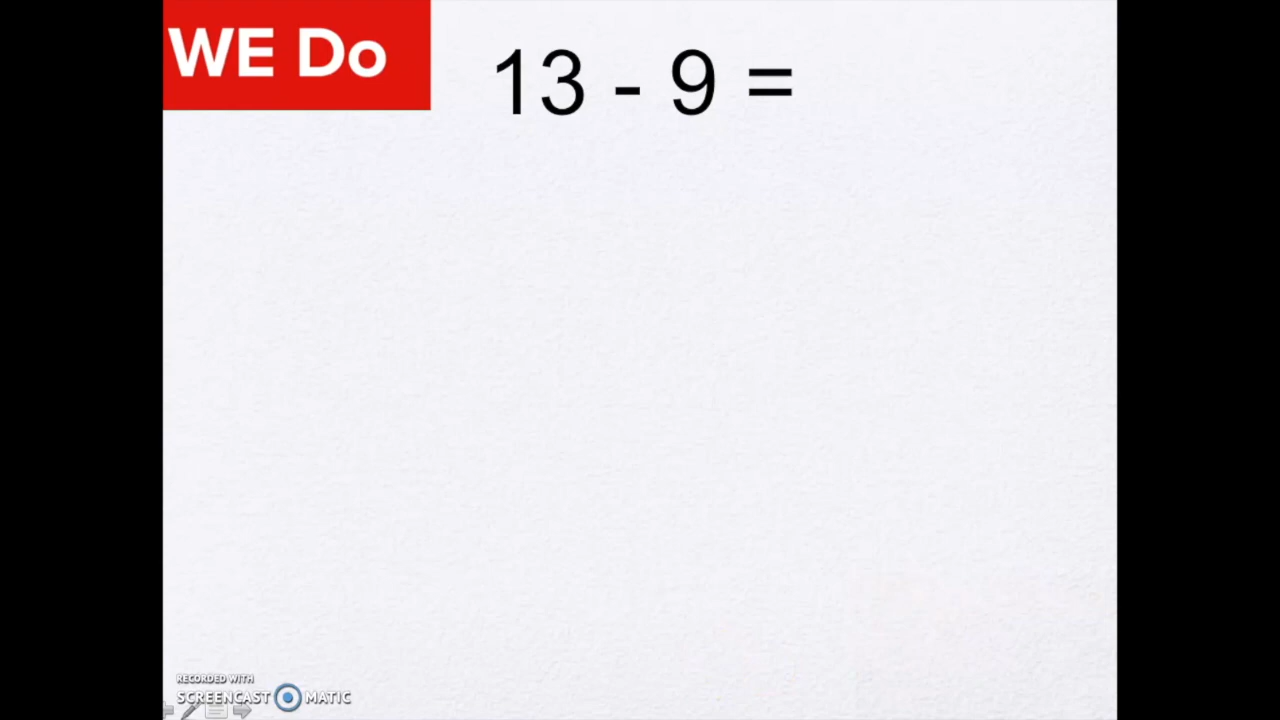 WE Do
13 - 9 =
RECORDED WITH
SCREENCAST MATIC